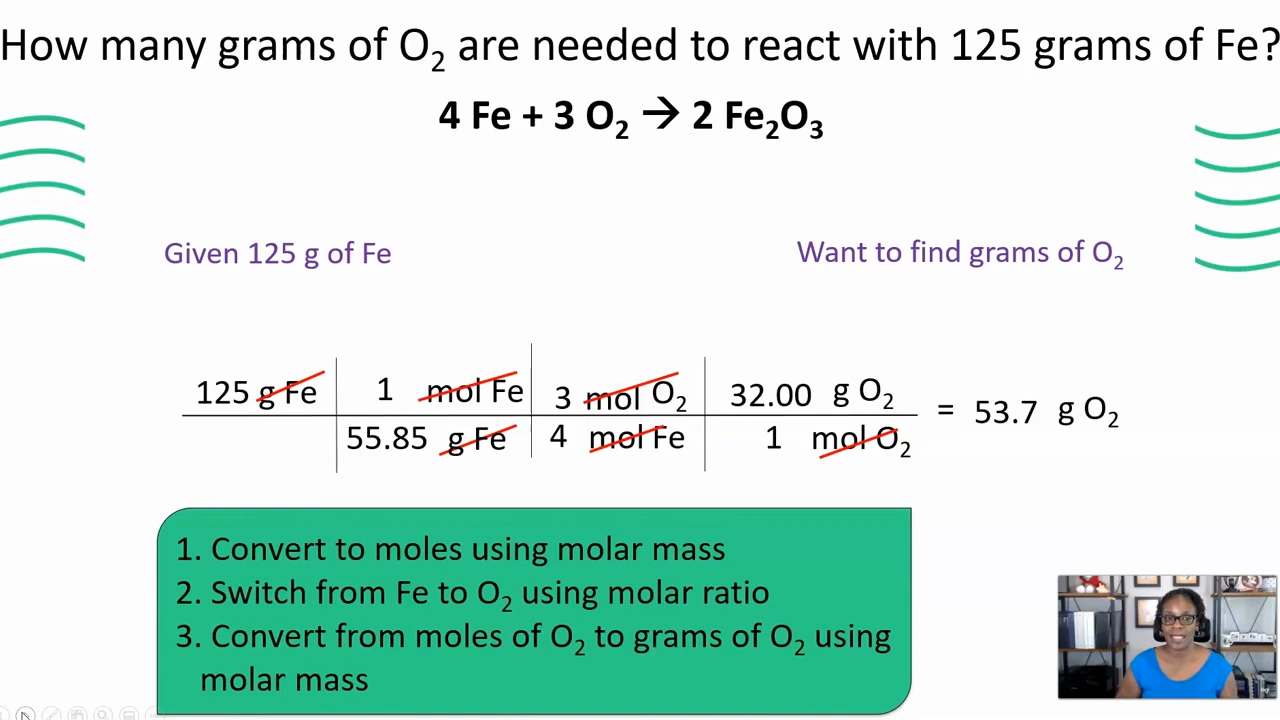 How many grams of O₂ are needed to react with 125 grams of Fe?
4 Fe + 3 O₂ → 2 Fe₂O₃
Given 125 g of Fe
Want to find grams of O₂
125 g Fe 1 mol Fe 3 mol O₂ 32.00 g O₂
= 53.7 g O₂
55.85 g Fe 4 mol Fe 1 mol O₂
1. Convert to moles using molar mass
2. Switch from Fe to O₂ using molar ratio
3. Convert from moles of O₂ to grams of O₂ using
molar mass